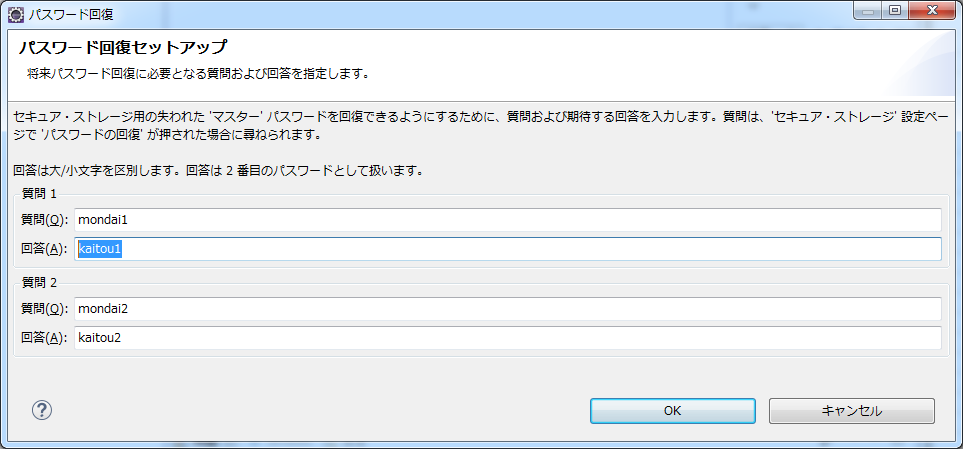 パスワード回復
パスワード回復セットアップ
将来パスワード回復に必要となる質問および回答を指定します。
セキュア・ストレージ用の失われた 'マスター' パスワードを回復できるようにするために、質問および期待する回答を入力します。質問は、'セキュア・ストレージ' 設定ペー
ジで 'パスワードの回復' が押された場合に尋ねられます。
回答は大/小文字を区別します。回答は 2 番目のパスワードとして扱います。
質問 1
質問(Q): mondai1
回答(A): kaitou1
質問 2
質問(Q): mondai2
回答(A): kaitou2
OK キャンセル